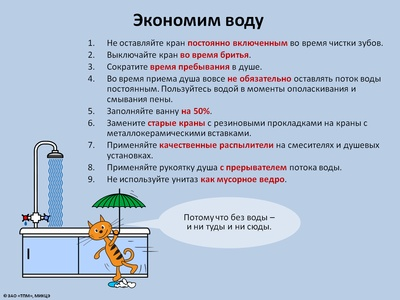 Экономим воду
1. Не оставляйте кран постоянно включенным во время чистки зубов.
2. Выключайте кран во время бритья.
3. Сократите время пребывания в душе.
4. Во время приема душа вовсе не обязательно оставлять поток воды
постоянным. Пользуйтесь водой в моменты ополаскивания и
смывания пены.
5. Заполняйте ванну на 50%.
6. Замените старые краны с резиновыми прокладками на краны с
металлокерамическими вставками.
7. Применяйте качественные распылители на смесителях и душевых
установках.
8. Применяйте рукоятку душа с прерывателем потока воды.
9. Не используйте унитаз как мусорное ведро.
Потому что без воды –
и ни туды и ни сюды.
© ЗАО «ТПМ», МИКЦЭ